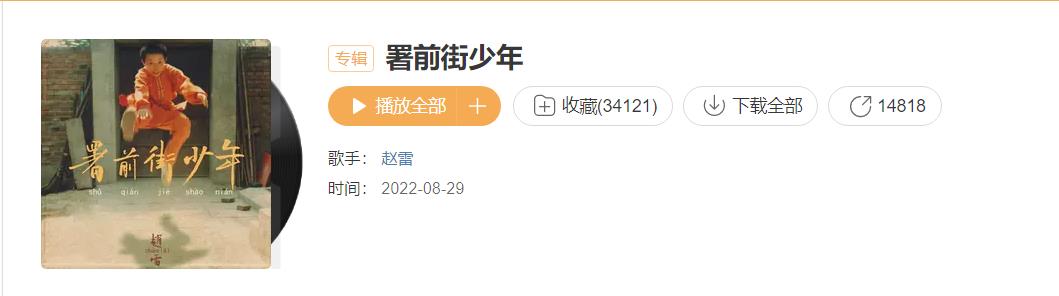 专辑 署前街少年
播放全部 收藏(34121) 下载全部 14818
歌手： 赵雷
时间： 2022-08-29
署前街少年
shǔ qián jiē shào nián
趙
zhào léi
雷